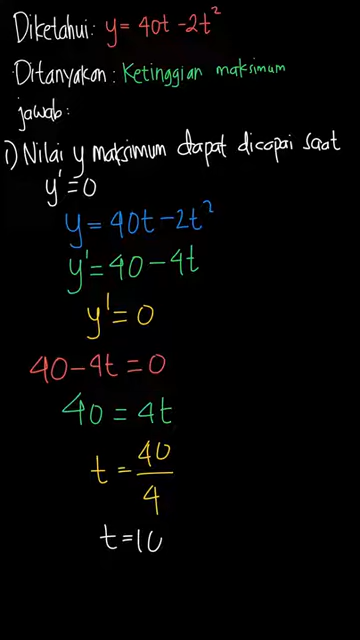 Diketahui: y = 40t - 2t²
Ditanyakan: Ketinggian maksimum
jawab:
1) Nilai y maksimum dapat dicapai saat
y' = 0
y = 40t - 2t²
y' = 40 - 4t
y' = 0
40 - 4t = 0
40 = 4t
t = 40/4
t = 10